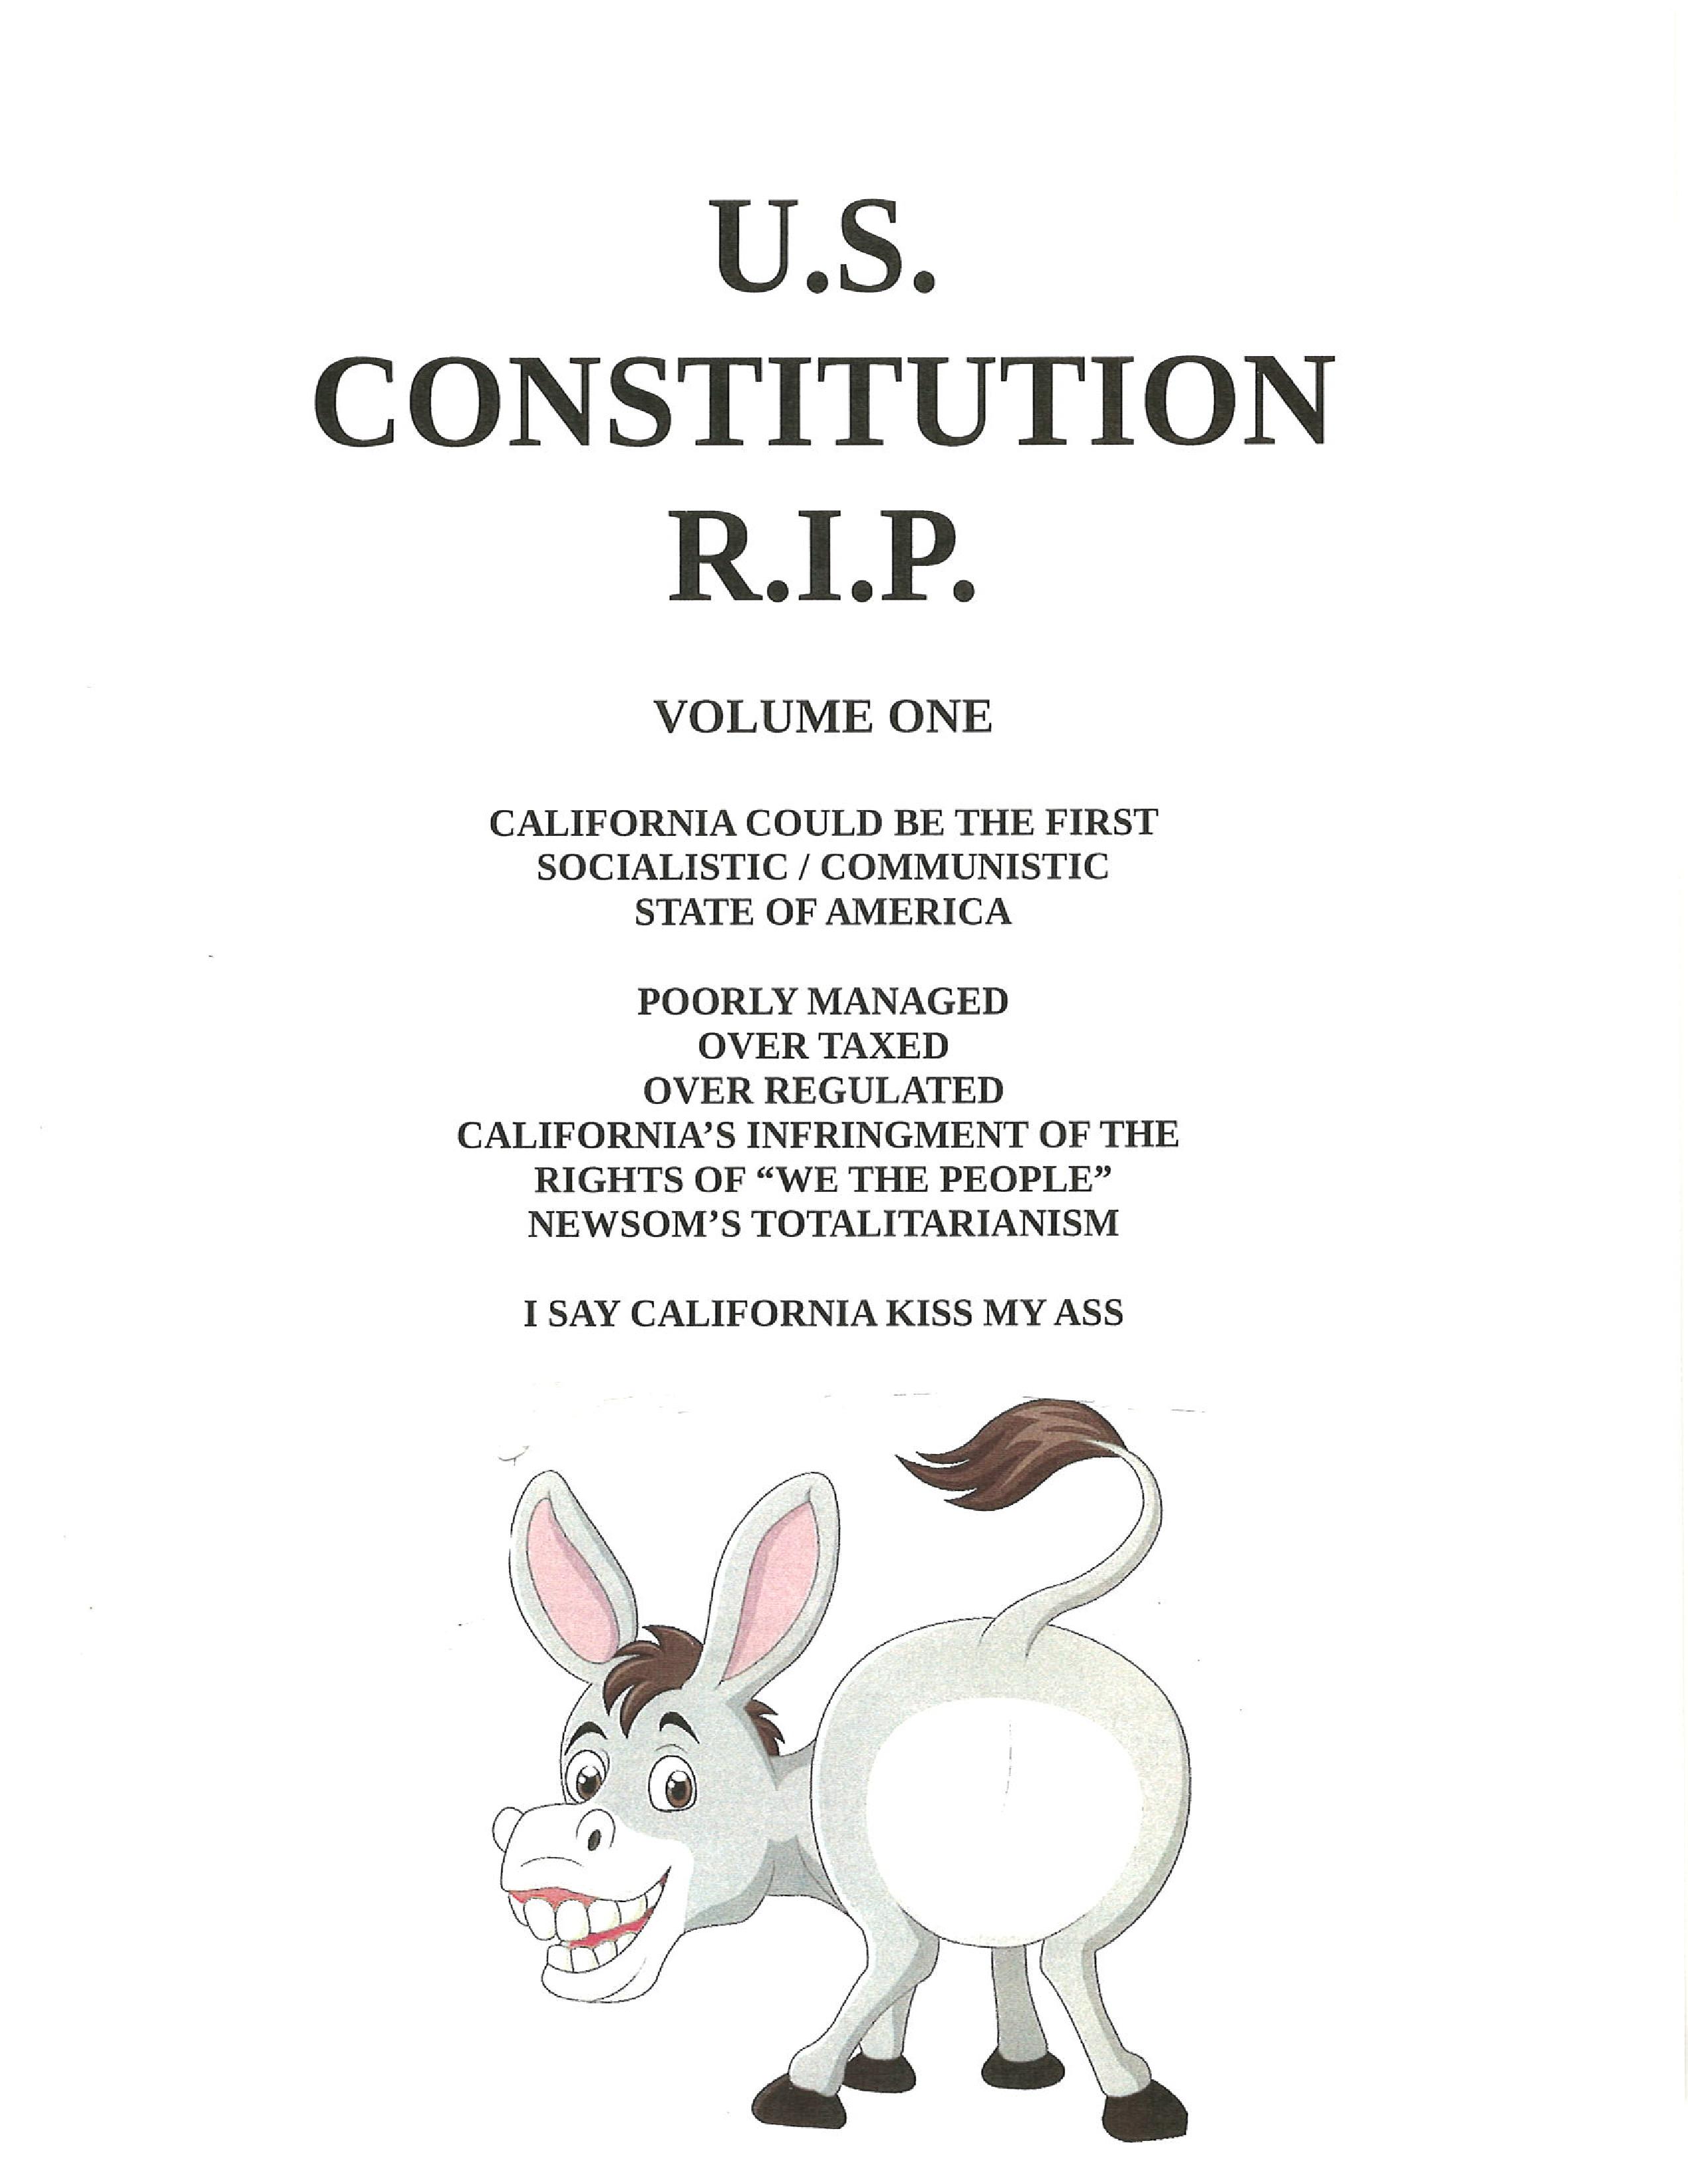 U.S.
CONSTITUTION
R.I.P.
VOLUME ONE
CALIFORNIA COULD BE THE FIRST
SOCIALISTIC / COMMUNISTIC
STATE OF AMERICA
POORLY MANAGED
OVER TAXED
OVER REGULATED
CALIFORNIA’S INFRINGMENT OF THE
RIGHTS OF “WE THE PEOPLE”
NEWSOM’S TOTALITARIANISM
I SAY CALIFORNIA KISS MY ASS